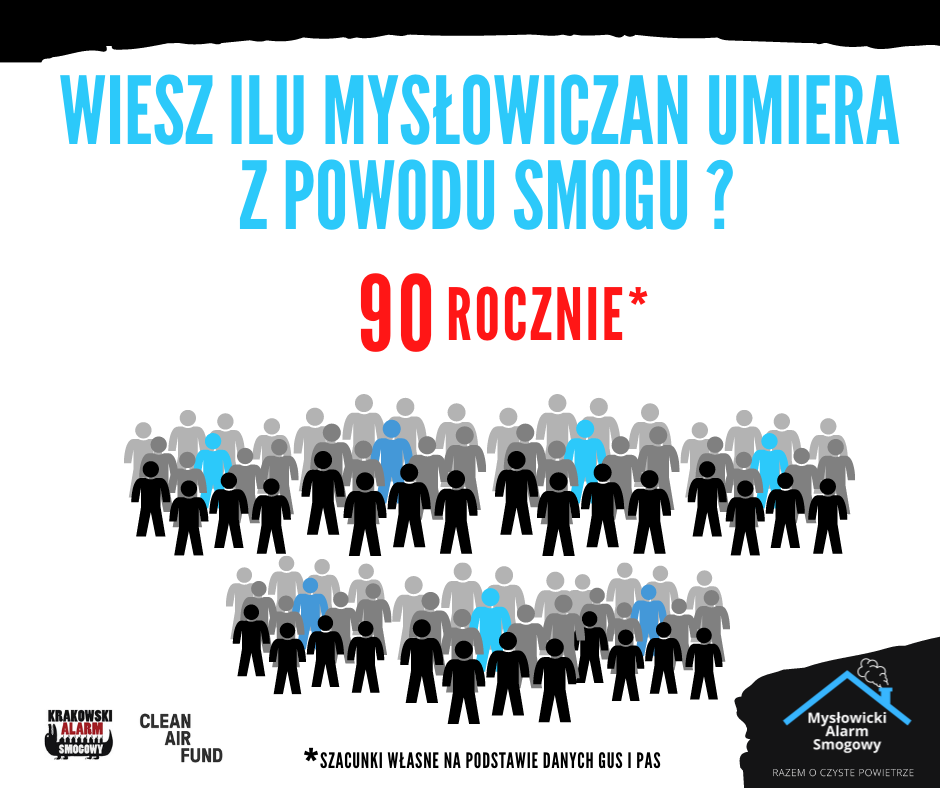 WIESZ ILU MYSŁOWICZAN UMIERA
Z POWODU SMOGU ?
90 ROCZNIE*
KRAKOWSKI
ALARM
SMOGOWY
CLEAN
AIR
FUND
*SZACUNKI WŁASNE NA PODSTAWIE DANYCH GUS I PAS
Mysłowicki
Alarm
Smogowy
RAZEM O CZYSTE POWIETRZE